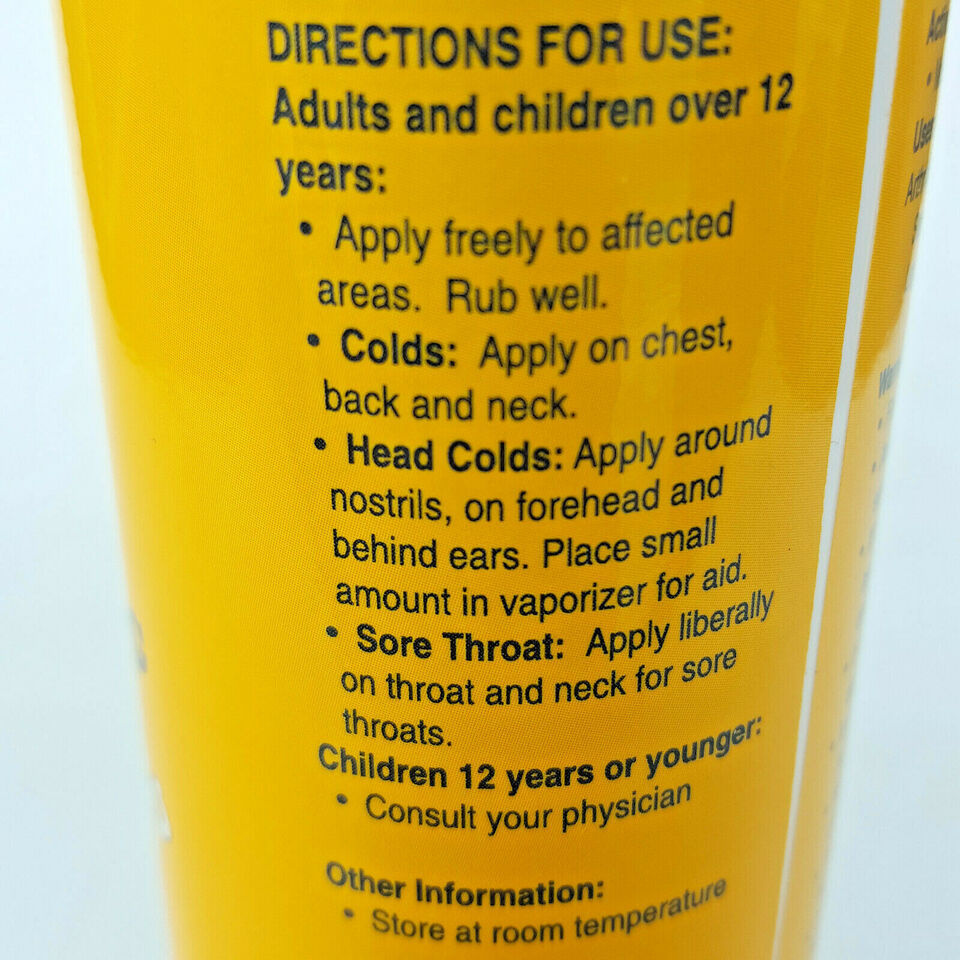 DIRECTIONS FOR USE:
Adults and children over 12
years:
• Apply freely to affected
areas. Rub well.
• Colds: Apply on chest,
back and neck.
• Head Colds: Apply around
nostrils, on forehead and
behind ears. Place small
amount in vaporizer for aid.
• Sore Throat: Apply liberally
on throat and neck for sore
throats.
Children 12 years or younger:
• Consult your physician
Other Information:
• Store at room temperature